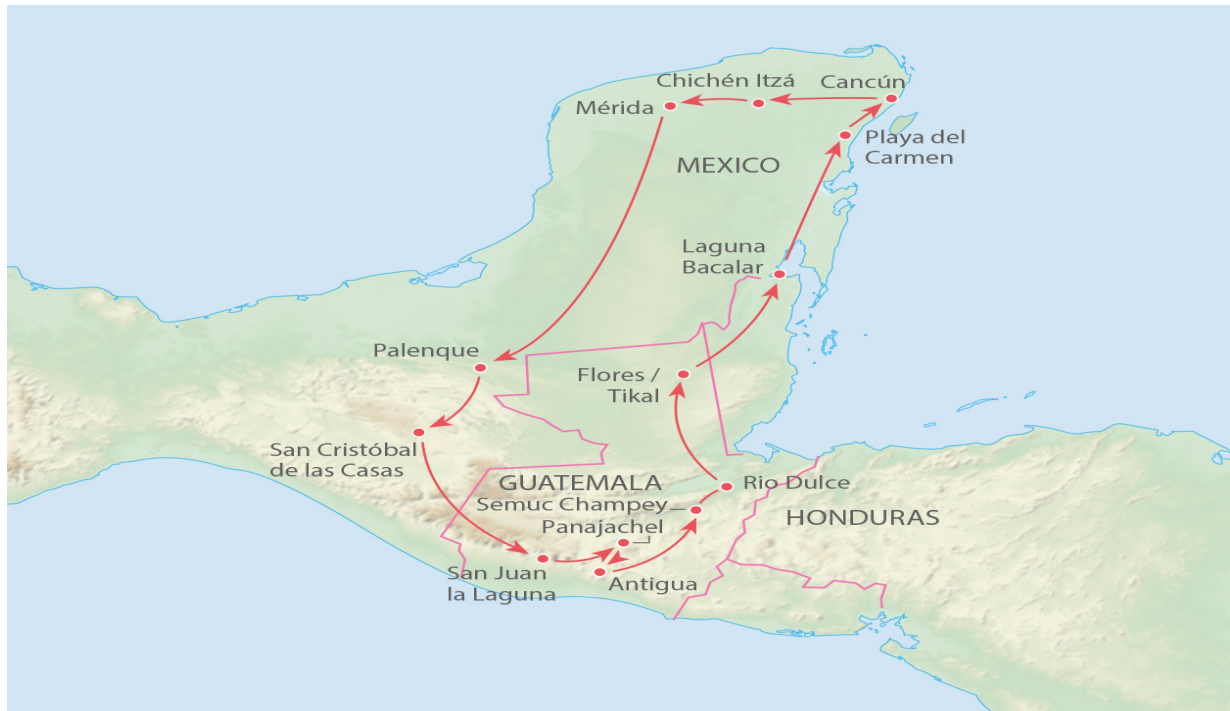 Chichén Itzá
Cancún
Mérida
Playa del
Carmen
MEXICO
Laguna
Bacalar
Palenque
Flores /
Tikal
San Cristóbal
de las Casas
GUATEMALA
Rio Dulce
Semuc Champey
HONDURAS
Panajachel
San Juan
la Laguna
Antigua